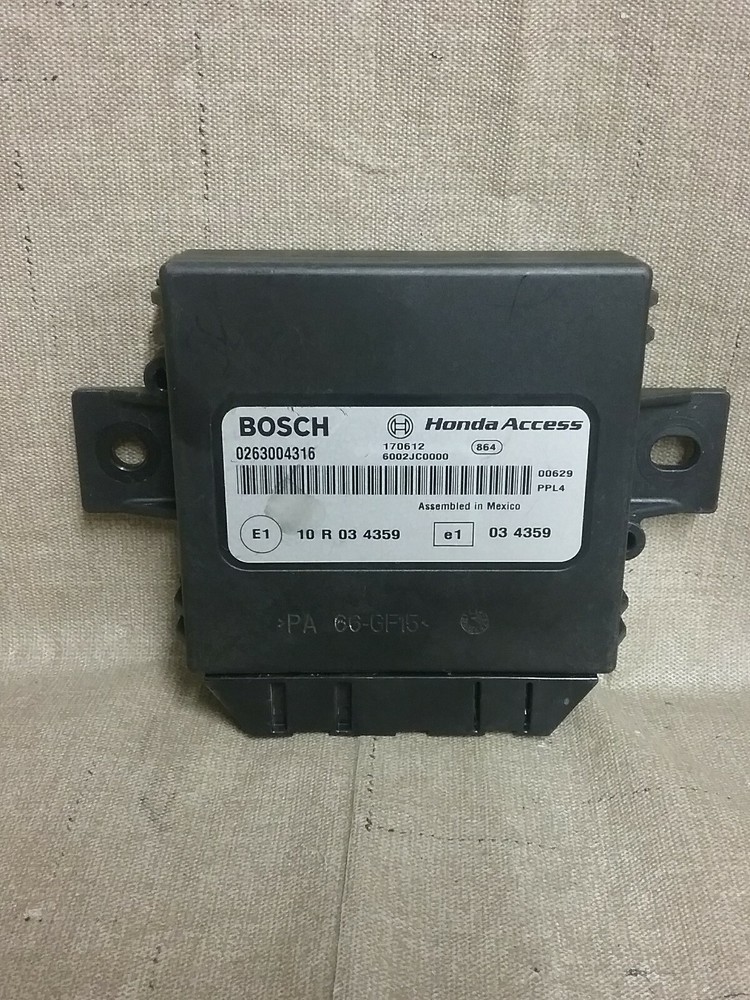 BOSCH Honda Access
0263004316 170612 864
6002JC0000
00629
PPL4
Assembled in Mexico
E1 10 R 03 4359 e1 03 4359
>PA 66-GF15<